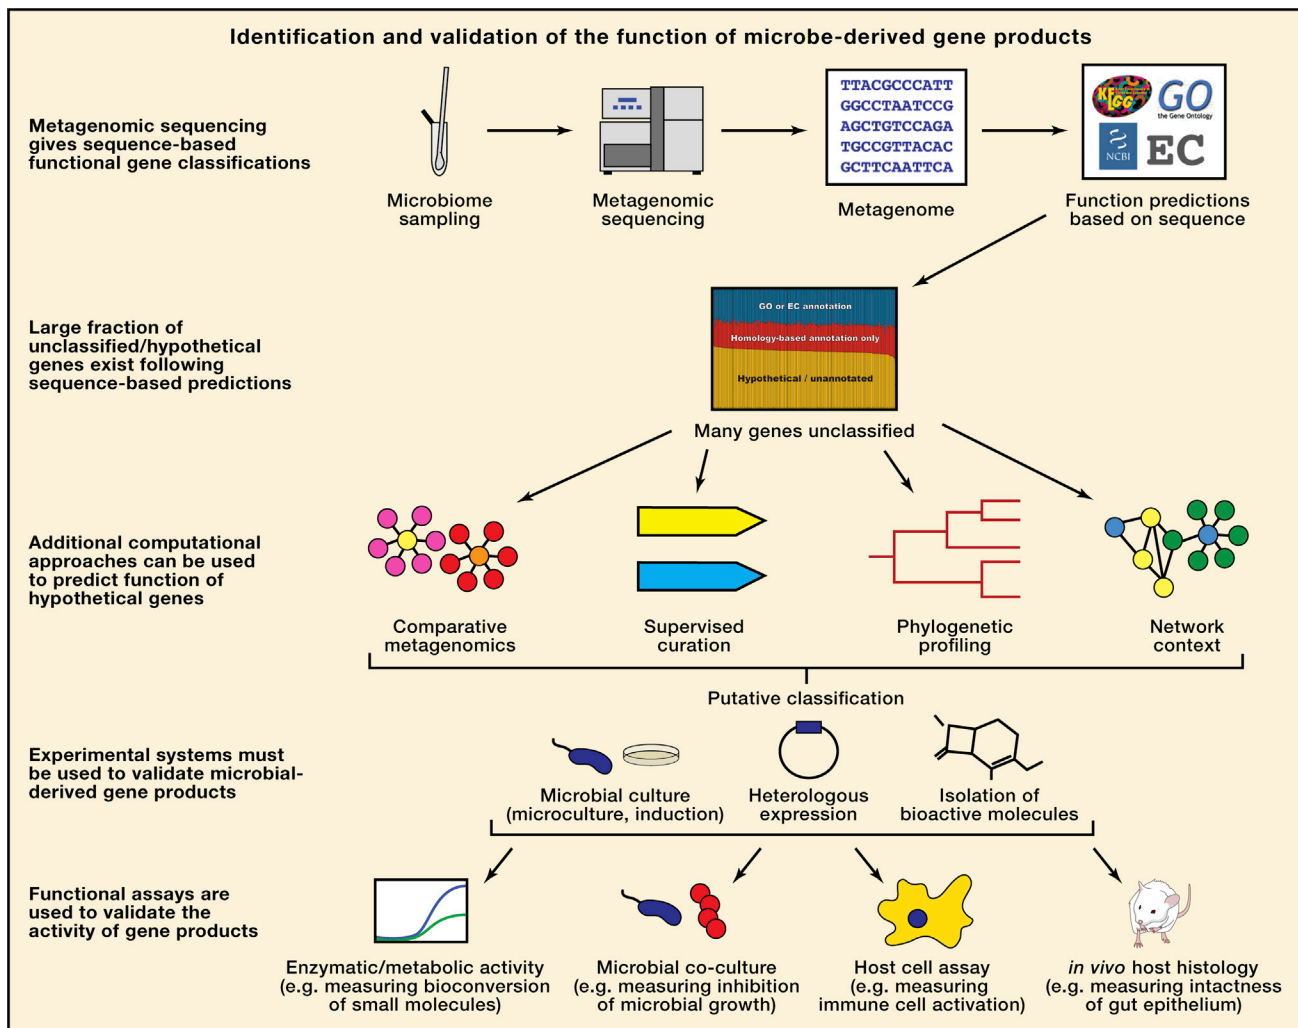 Identification and validation of the function of microbe-derived gene products
Metagenomic sequencing
gives sequence-based
functional gene classifications
Microbiome
sampling
Metagenomic
sequencing
TTACGCCCATT
GGCCTAATCCG
AGCTGTCCAGA
TGCCGTTACAC
GCTTCAATTCA
Metagenome
KEGG
GO
the Gene Ontology
NCBI
EC
Function predictions
based on sequence
Large fraction of
unclassified/hypothetical
genes exist following
sequence-based predictions
GO or EC annotation
Homology-based annotation only
Hypothetical / unannotated
Many genes unclassified
Additional computational
approaches can be used
to predict function of
hypothetical genes
Comparative
metagenomics
Supervised
curation
Phylogenetic
profiling
Network
context
Putative classification
Experimental systems must
be used to validate microbial-
derived gene products
Microbial culture
(microculture, induction)
Heterologous
expression
Isolation of
bioactive molecules
Functional assays are
used to validate the
activity of gene products
Enzymatic/metabolic activity
(e.g. measuring bioconversion
of small molecules)
Microbial co-culture
(e.g. measuring inhibition
of microbial growth)
Host cell assay
(e.g. measuring
immune cell activation)
in vivo host histology
(e.g. measuring intactness
of gut epithelium)